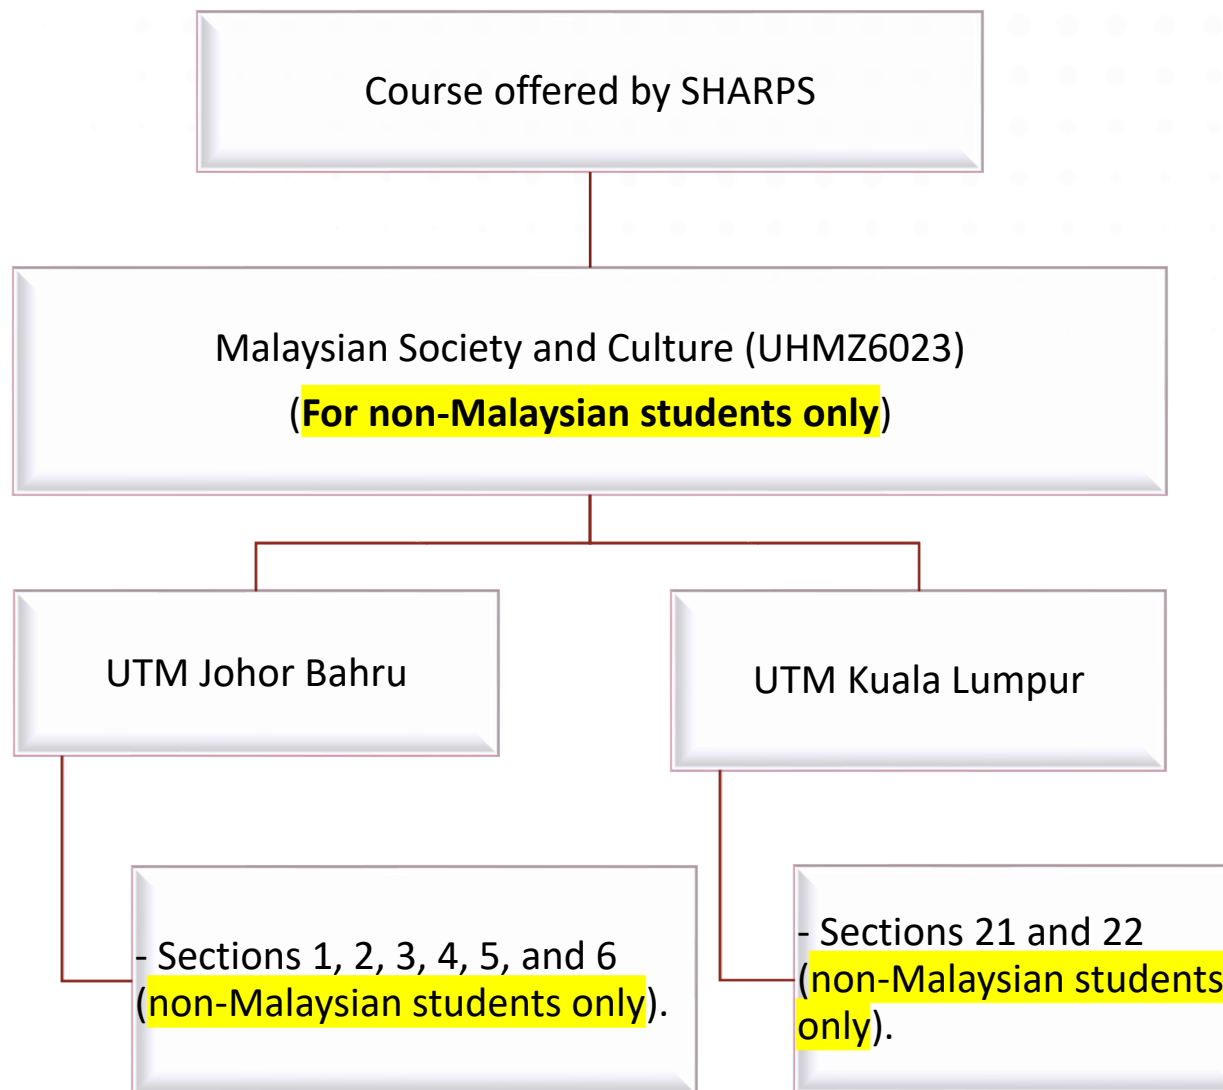 Course offered by SHARPS
Malaysian Society and Culture (UHMZ6023)
(For non-Malaysian students only)
UTM Johor Bahru
UTM Kuala Lumpur
- Sections 1, 2, 3, 4, 5, and 6
(non-Malaysian students only).
- Sections 21 and 22
(non-Malaysian students
only).